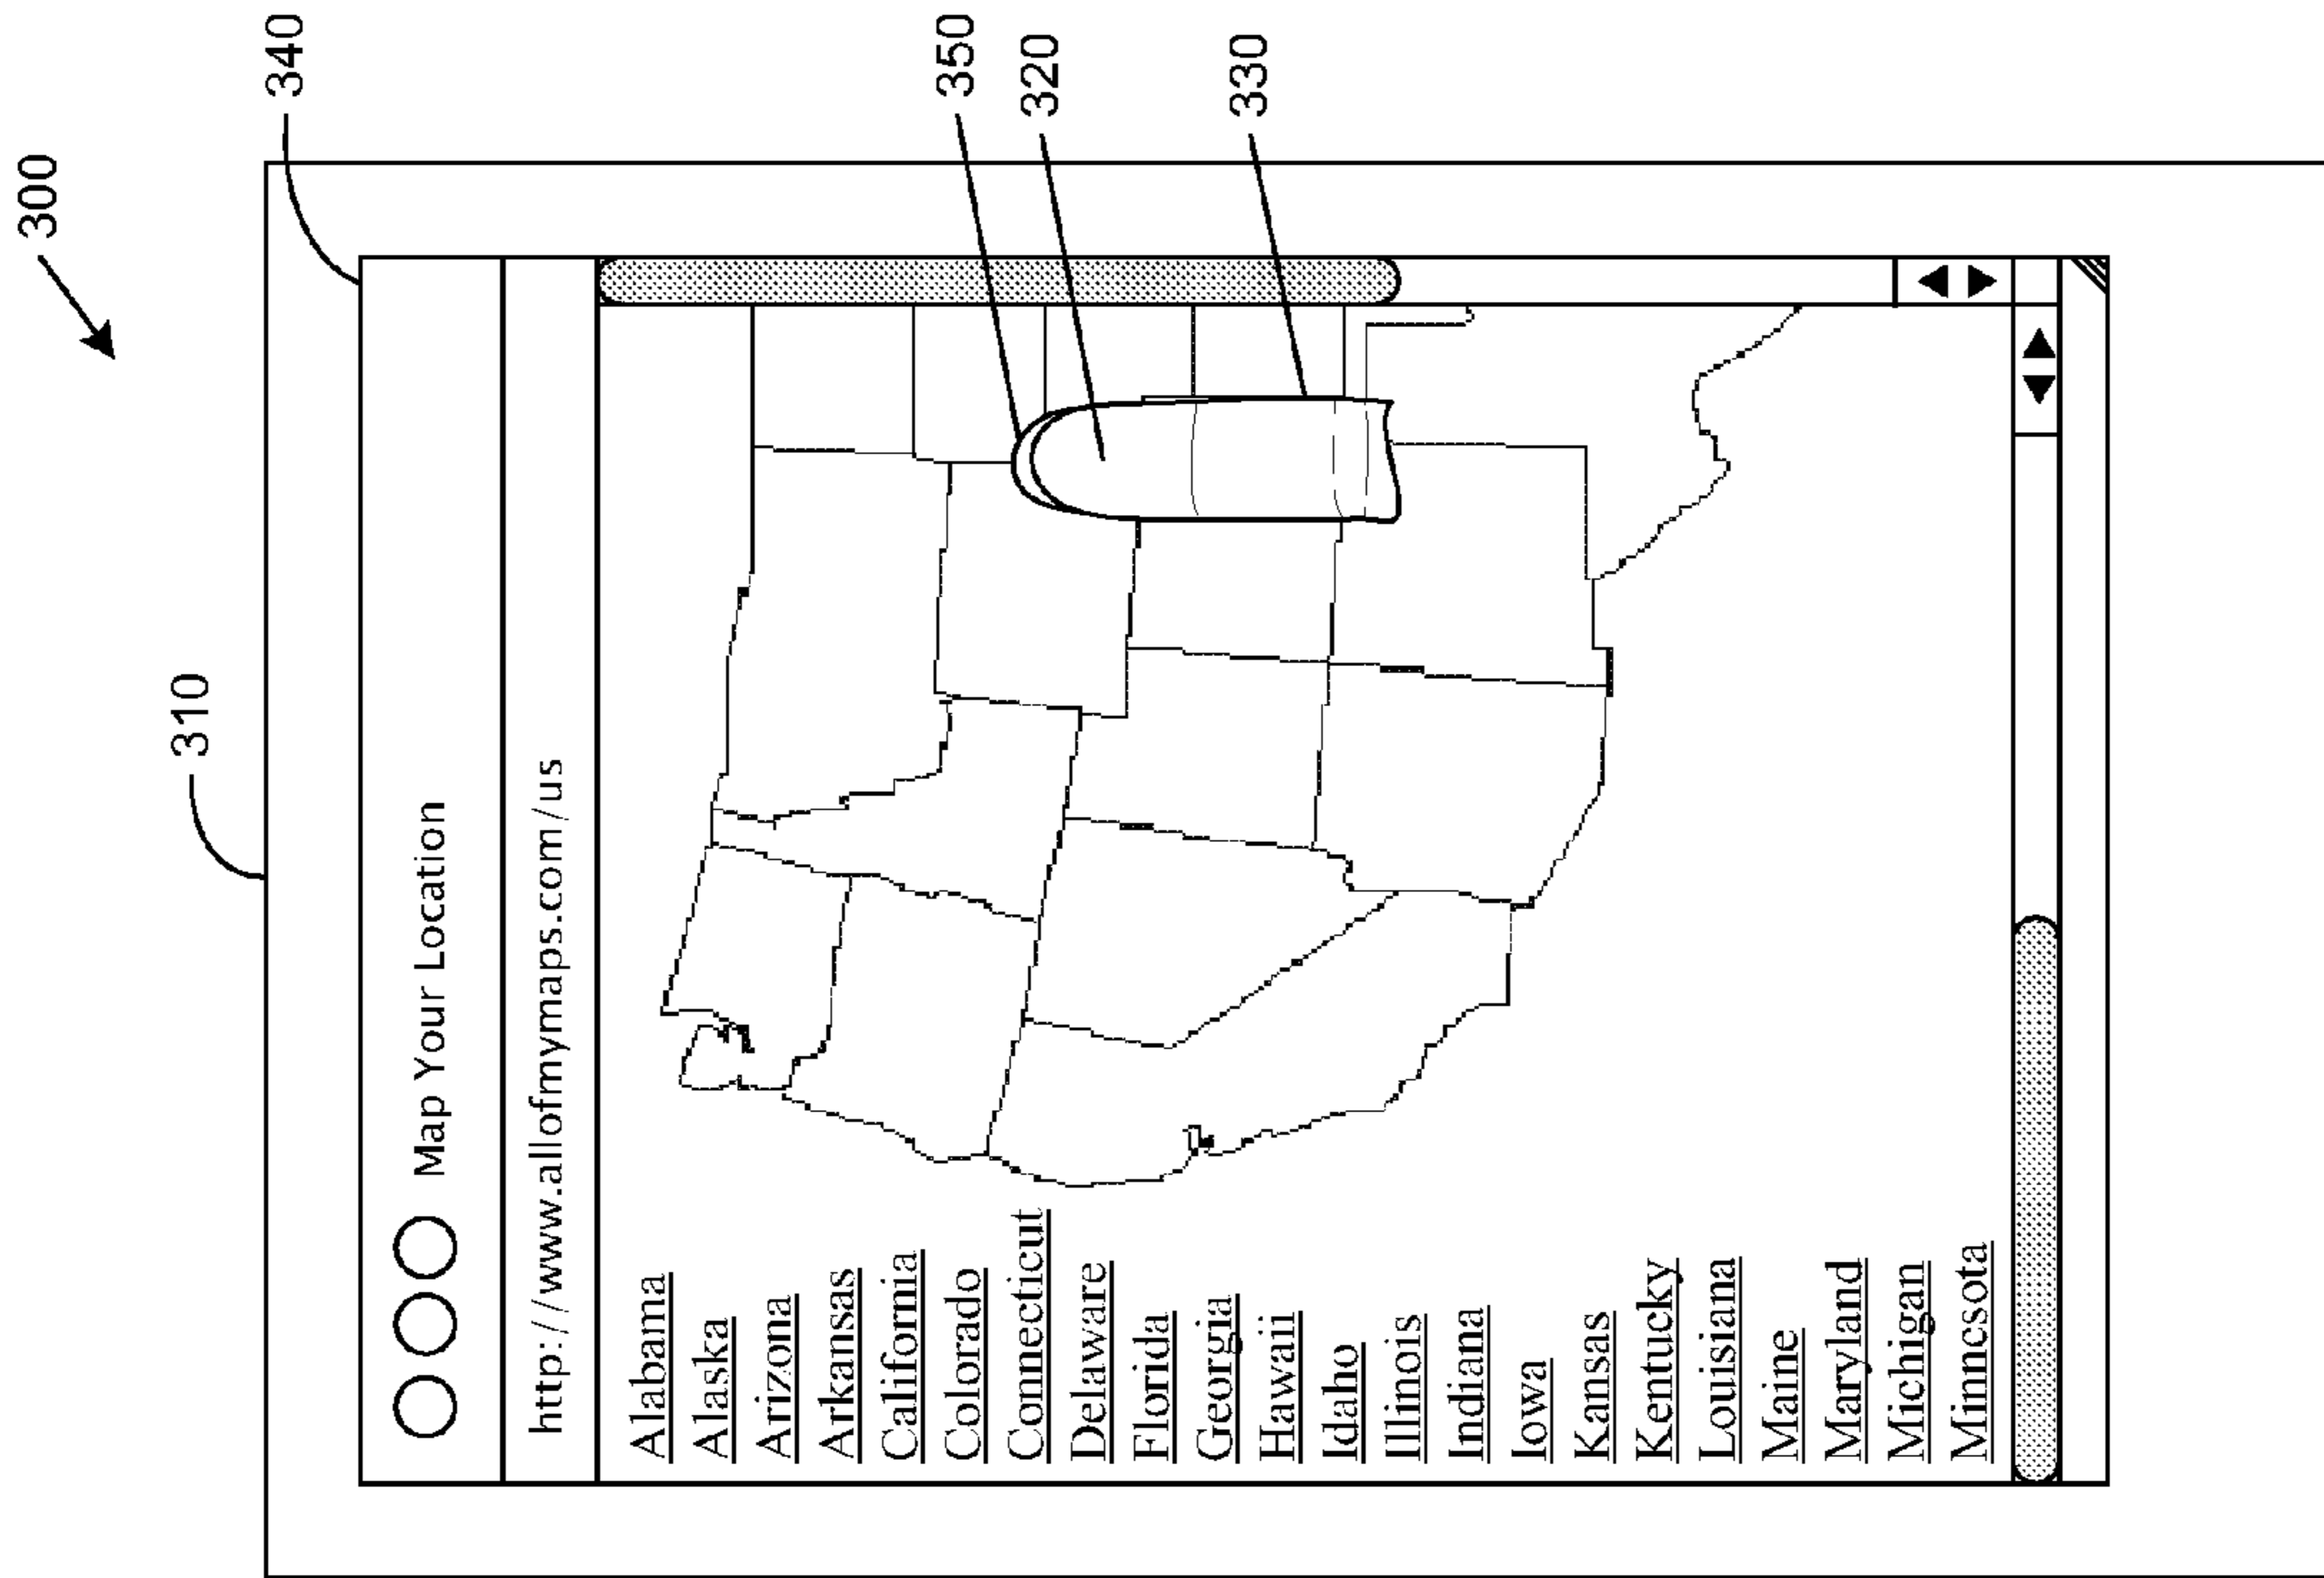 300
310
340
Map Your Location
http://www.allofmymaps.com/us
350
320
330
Alabama
Alaska
Arizona
Arkansas
California
Colorado
Connecticut
Delaware
Florida
Georgia
Hawaii
Idaho
Illinois
Indiana
Iowa
Kansas
Kentucky
Louisiana
Maine
Maryland
Michigan
Minnesota